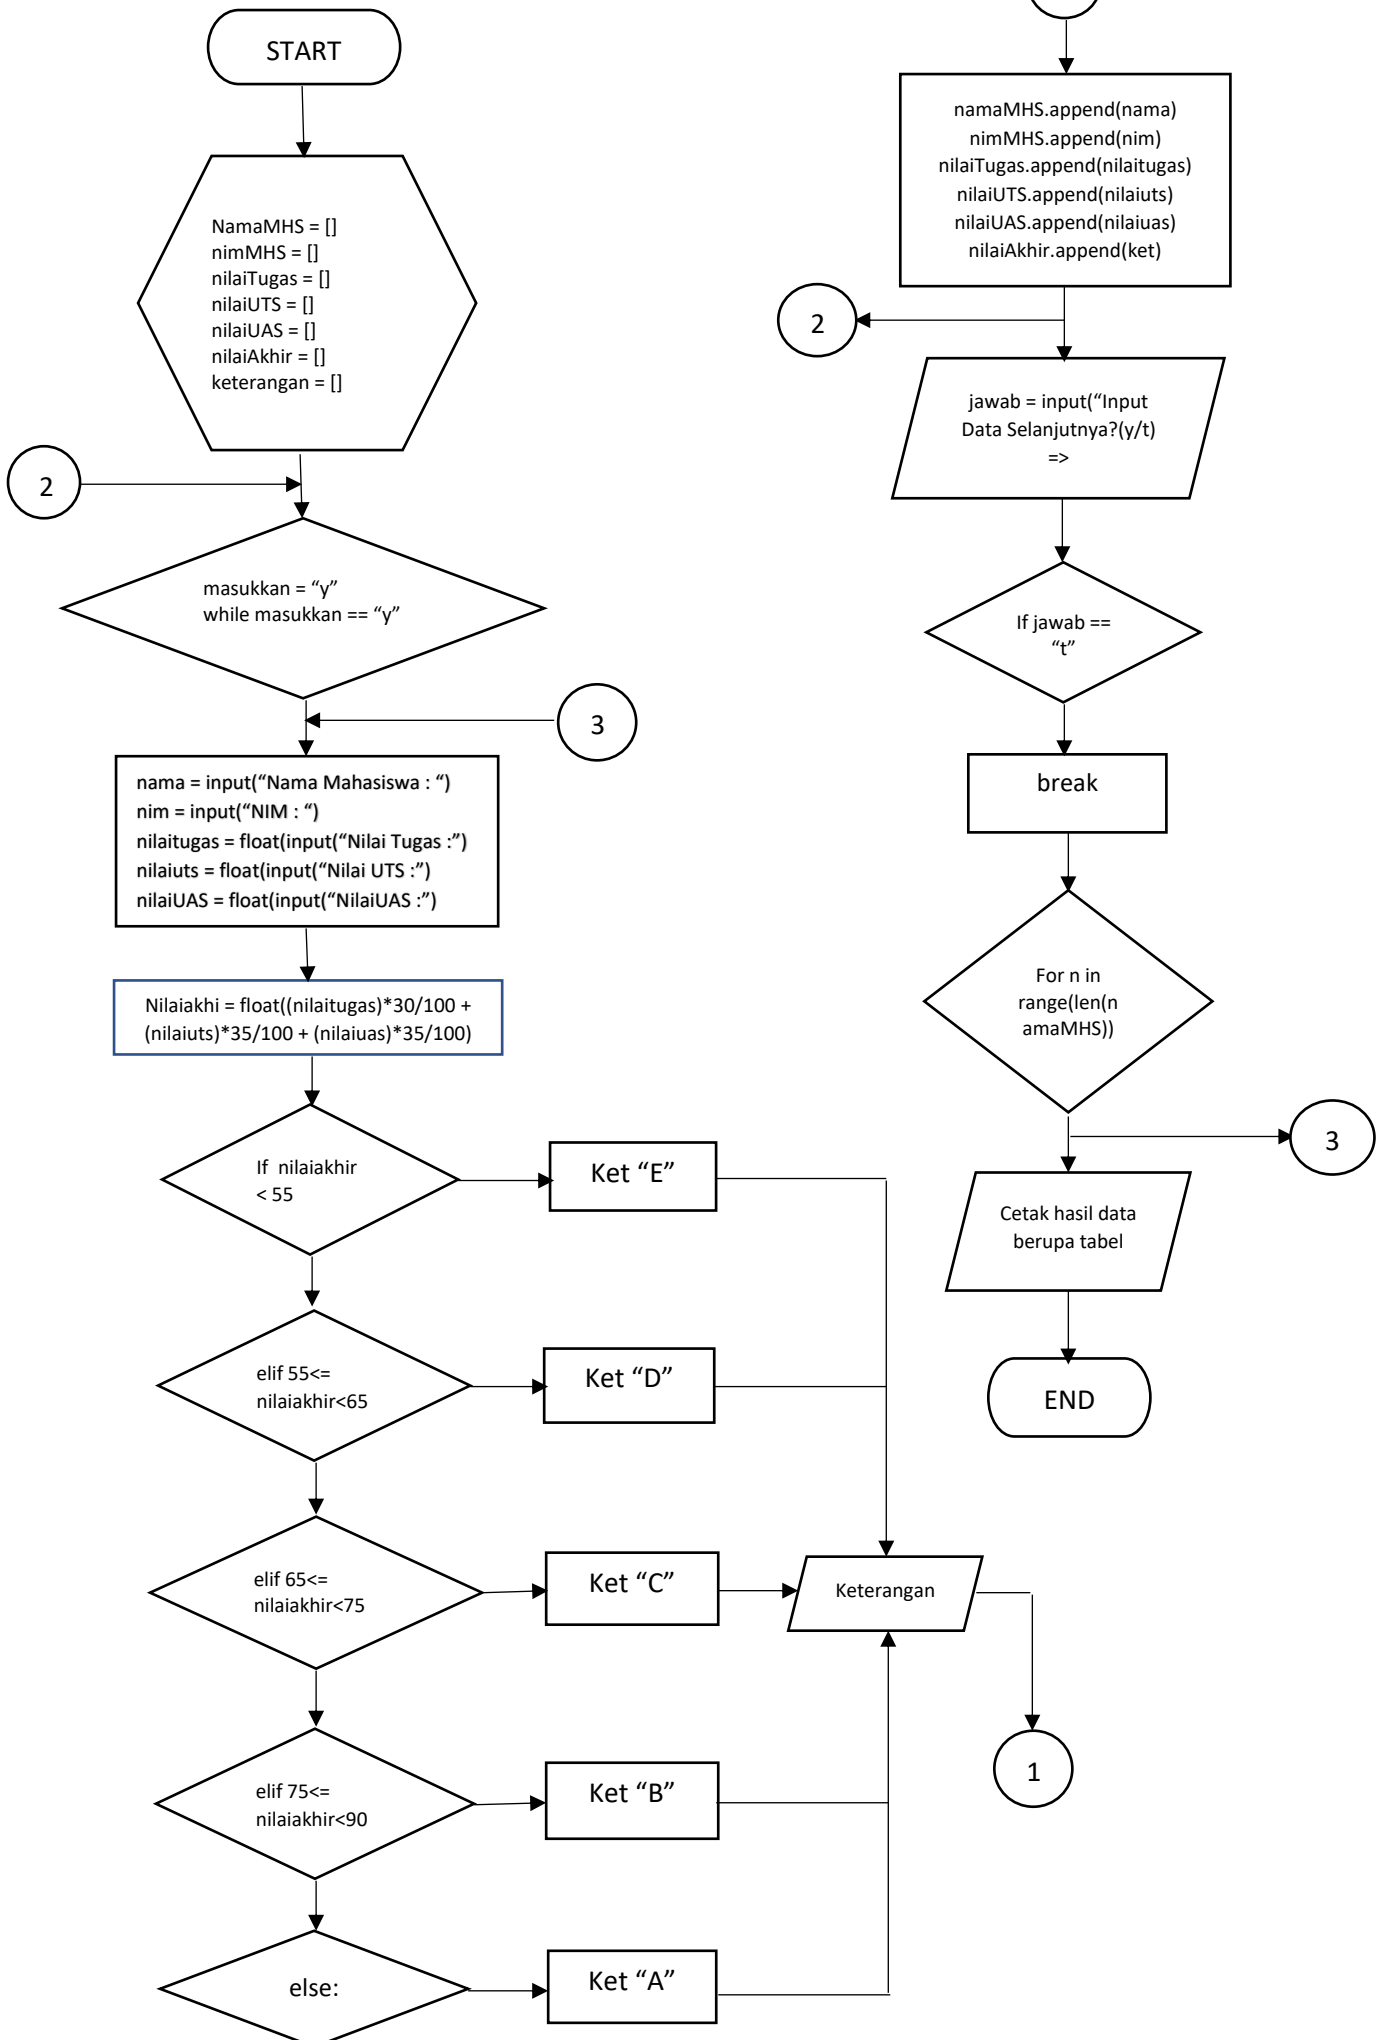 START
NamaMHS = []
nimMHS = []
nilaiTugas = []
nilaiUTS = []
nilaiUAS = []
nilaiAkhir = []
keterangan = []
2
masukkan = “y”
while masukkan == “y”
3
nama = input(“Nama Mahasiswa : “)
nim = input(“NIM : “)
nilaitugas = float(input(“Nilai Tugas :”)
nilaiuts = float(input(“Nilai UTS :”)
nilaiUAS = float(input(“NilaiUAS :”)
Nilaiakhi = float((nilaitugas)*30/100 +
(nilaiuts)*35/100 + (nilaiuas)*35/100)
If  nilaiakhir
< 55
Ket “E”
elif 55<=
nilaiakhir<65
Ket “D”
elif 65<=
nilaiakhir<75
Ket “C”
Keterangan
elif 75<=
nilaiakhir<90
Ket “B”
1
else:
Ket “A”
namaMHS.append(nama)
nimMHS.append(nim)
nilaiTugas.append(nilaitugas)
nilaiUTS.append(nilaiuts)
nilaiUAS.append(nilaiuas)
nilaiAkhir.append(ket)
2
jawab = input(“Input
Data Selanjutnya?(y/t)
=>
If jawab ==
“t”
break
For n in
range(len(n
amaMHS))
3
Cetak hasil data
berupa tabel
END